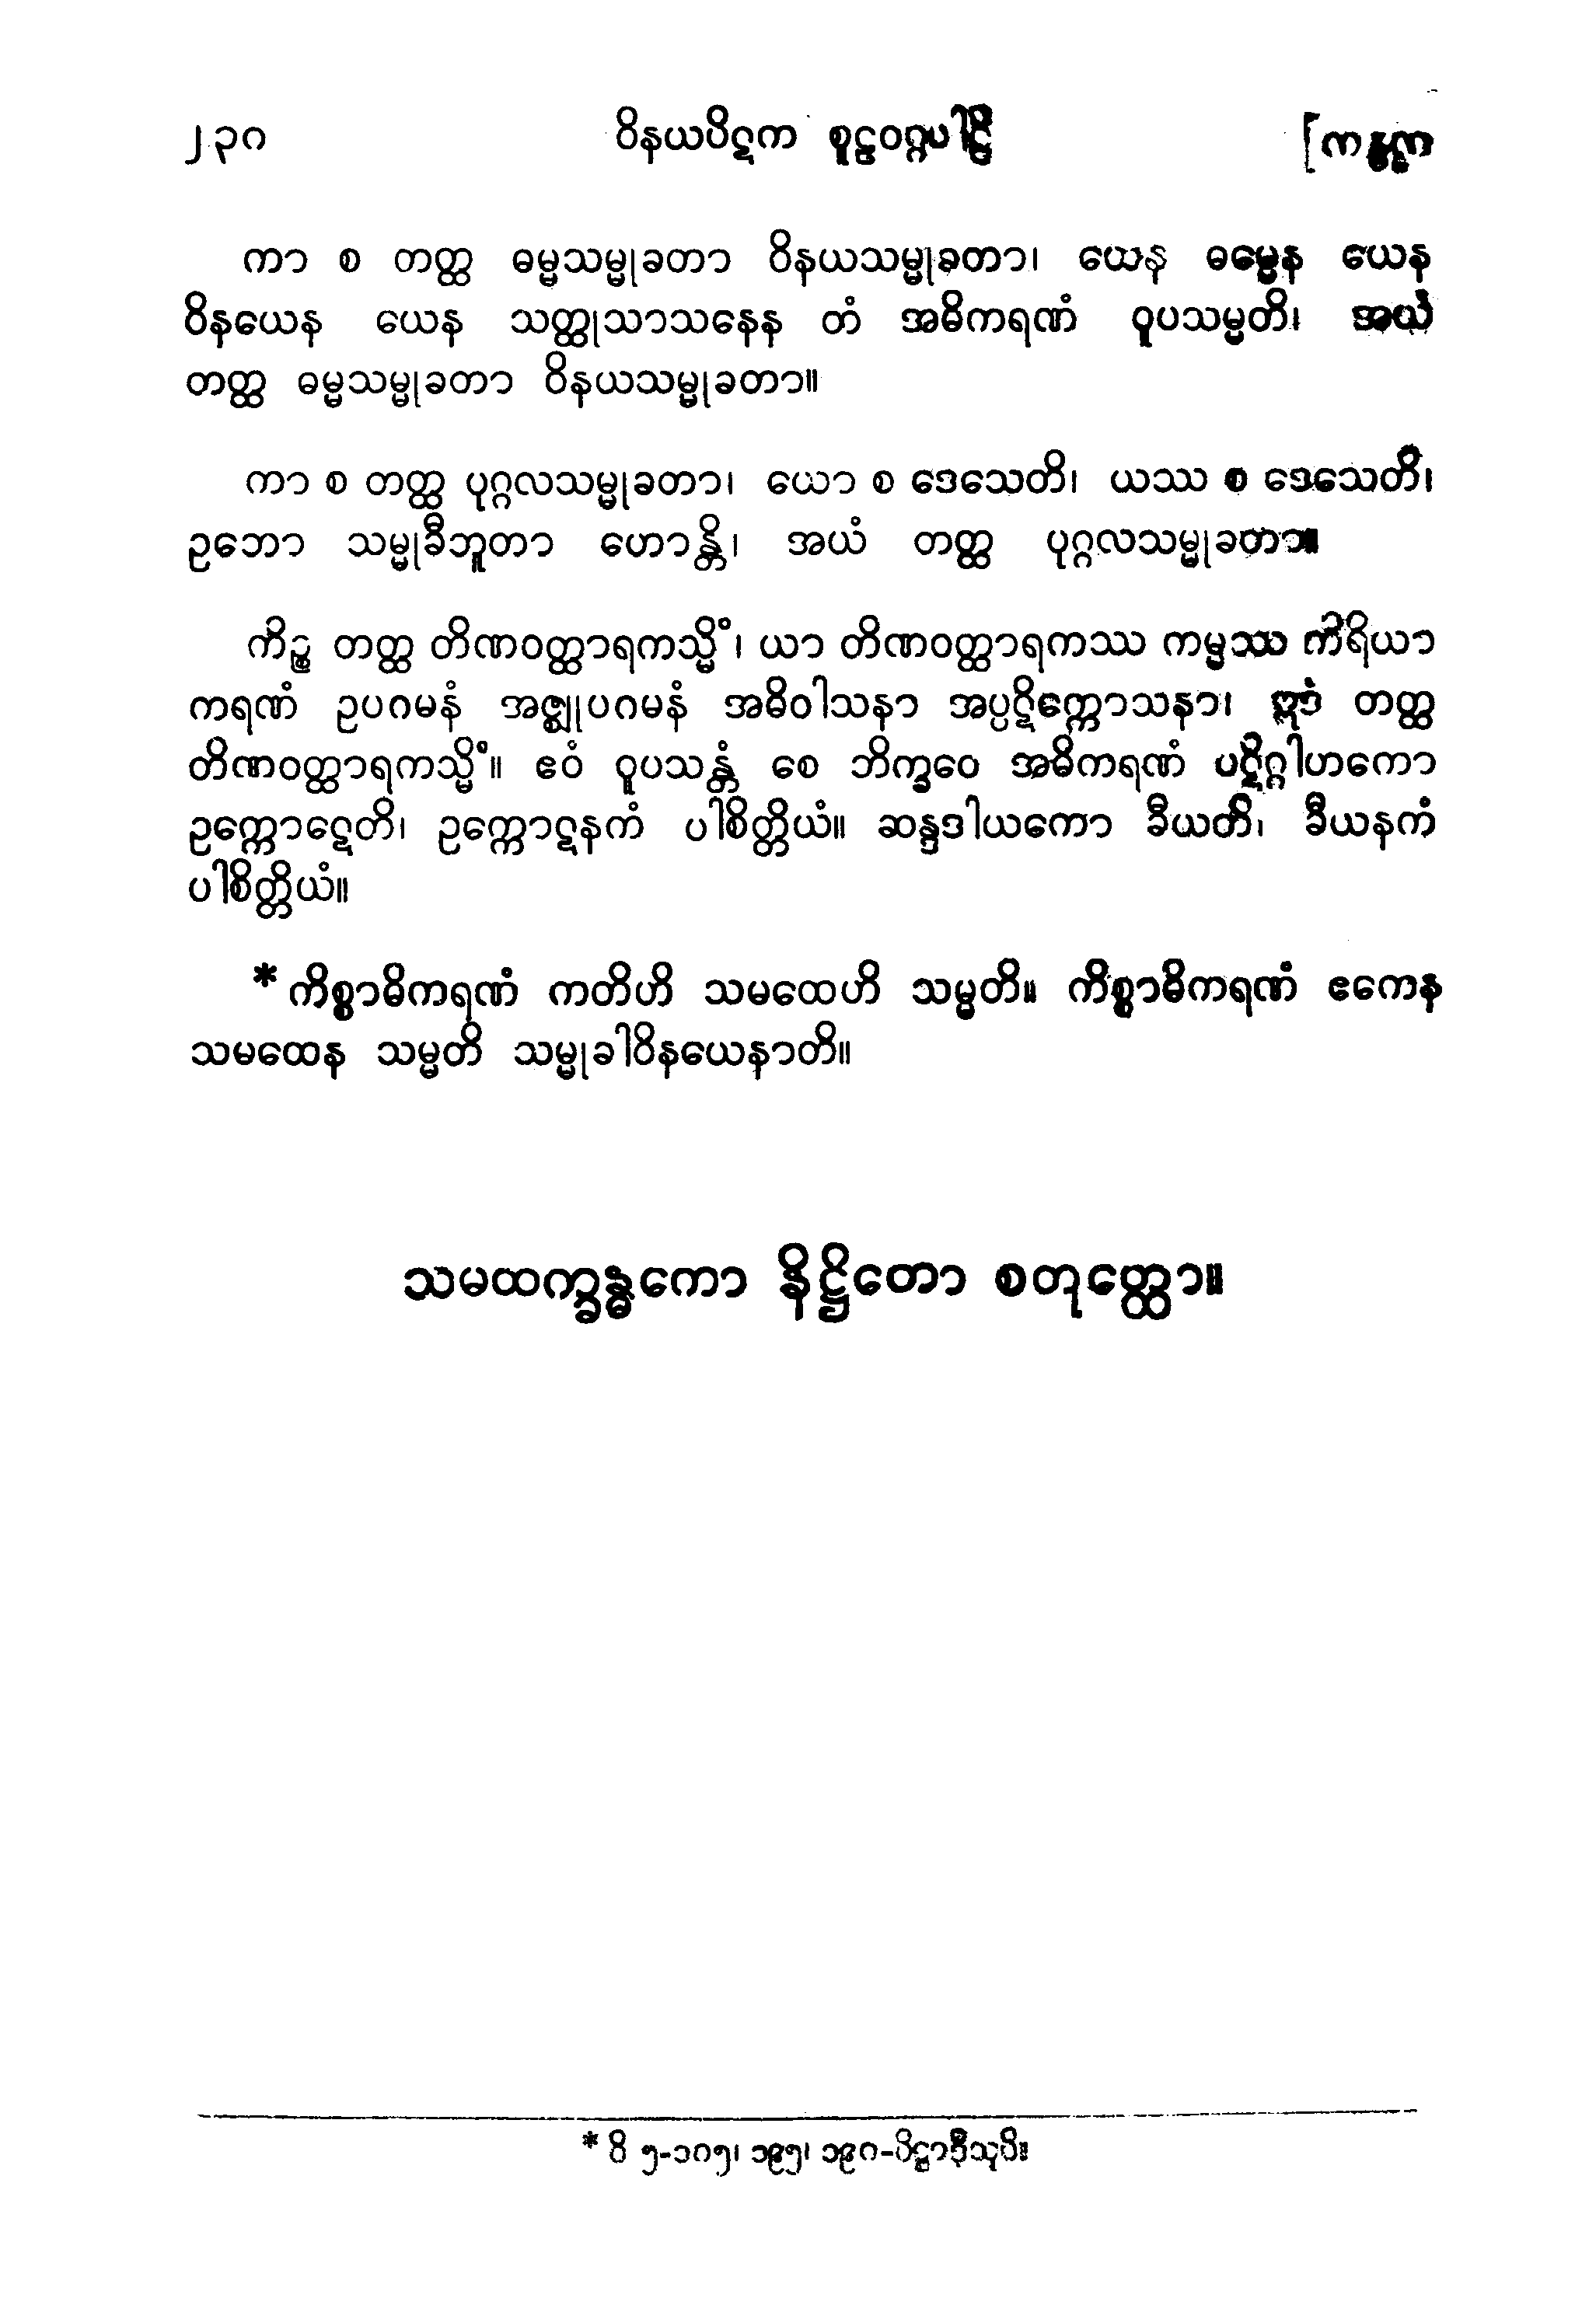 ၂၃၀ ဝိနယပိဋက စူဠဝဂ္ဂပါဠိ
ကာ စ တတ္ထ ဓမ္မသမ္မုခတာ ဝိနယသမ္မုခတာ၊ ယေန ဓမ္မေန ယေန
ဝိနယေန ယေန သတ္ထုသာသနေန တံ အဓိကရဏံ ဝူပသမ္မတိ၊ အယံ
တတ္ထ ဓမ္မသမ္မုခတာ ဝိနယသမ္မုခတာ။
ကာ စ တတ္ထ ပုဂ္ဂလသမ္မုခတာ၊ ယော စ ဒေသေတိ၊ ယဿ စ ဒေသေတိ၊
ဥဘော သမ္မုခီဘူတာ ဟောန္တိ၊ အယံ တတ္ထ ပုဂ္ဂလသမ္မုခတာ။
ကိဉ္စ တတ္ထ တိဏဝတ္ထာရကသ္မိံ၊ ယာ တိဏဝတ္ထာရကဿ ကမ္မဿ ကိရိယာ
ကရဏံ ဥပဂမနံ အဇ္ဈုပဂမနံ အဓိဝါသနာ အပ္ပဋိက္ကောသနာ၊ ဣဒံ တတ္ထ
တိဏဝတ္ထာရကသ္မိံ။ ဧဝံ ဝူပသန္တံ စေ ဘိက္ခဝေ အဓိကရဏံ ပဋိဂ္ဂါဟကော
ဥက္ကောဋေတိ၊ ဥက္ကောဋနကံ ပါစိတ္တိယံ။ ဆန္ဒဒါယကော ခီယတိ၊ ခီယနကံ
ပါစိတ္တိယံ။
* ကိစ္စာဓိကရဏံ ကတိဟိ သမထေဟိ သမ္မတိ။ ကိစ္စာဓိကရဏံ ဧကေန
သမထေန သမ္မတိ သမ္မုခါဝိနယေနာတိ။
သမထက္ခန္ဓကော နိဋ္ဌိတော စတုတ္ထော။
* ဝိ ၅-၁၀၅၊ ၁၉၅၊ ၁၉၀-ပိဋ္ဌာဒီသုပိ။